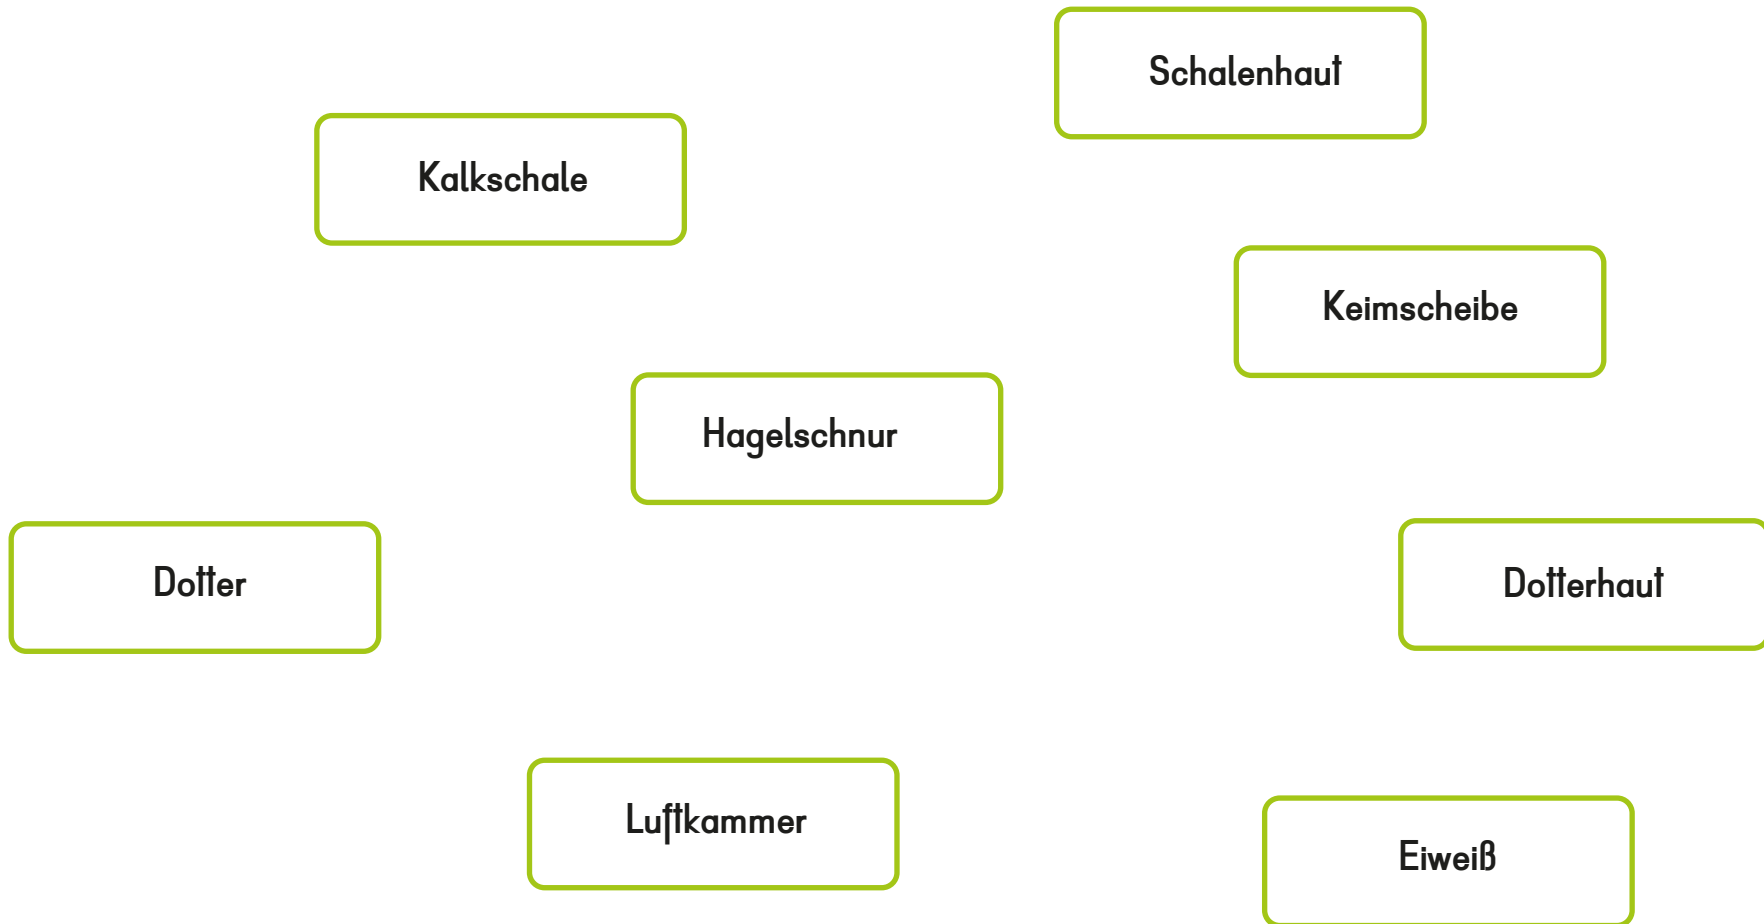 Schalenhaut
Kalkschale
Keimscheibe
Hagelschnur
Dotter
Dotterhaut
Luftkammer
Eiweiß